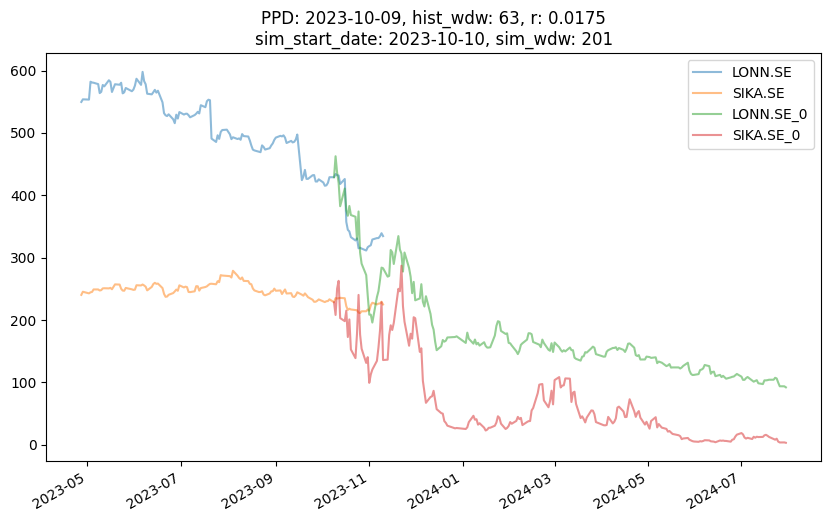 PPD: 2023-10-09, hist_wdw: 63, r: 0.0175
sim_start_date: 2023-10-10, sim_wdw: 201
LONN.SE
SIKA.SE
LONN.SE_0
SIKA.SE_0
600
500
400
300
200
100
0
2023-05
2023-07
2023-09
2023-11
2024-01
2024-03
2024-05
2024-07